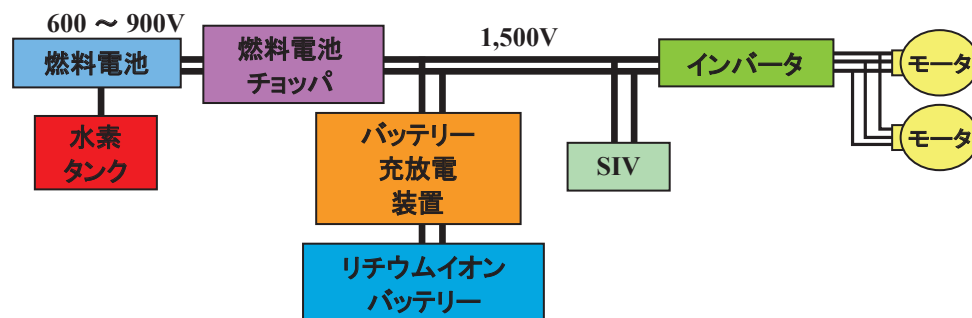 600 ～ 900V
燃料電池
水素
タンク
燃料電池
チョッパ
1,500V
バッテリー
充放電
装置
リチウムイオン
バッテリー
SIV
インバータ
モータ
モータ